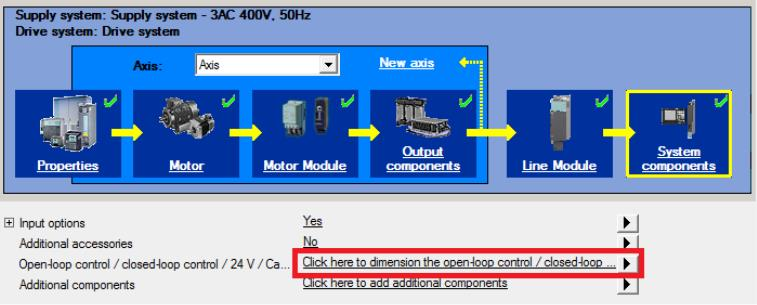 Supply system: Supply system - 3AC 400V, 50Hz
Drive system: Drive system
Axis: Axis New axis
Properties Motor Motor Module Output components Line Module System components
Input options Yes
Additional accessories No
Open-loop control / closed-loop control / 24 V / Ca... Click here to dimension the open-loop control / closed-loop ...
Additional components Click here to add additional components